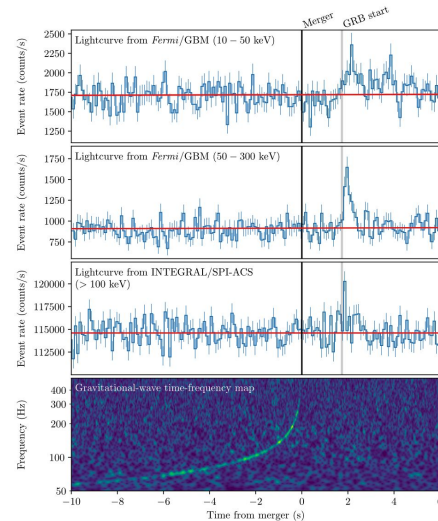 Merger
GRB start
Lightcurve from Fermi/GBM (10 − 50 keV)
Event rate (counts/s)
2500
2250
2000
1750
1500
1250
Lightcurve from Fermi/GBM (50 − 300 keV)
Event rate (counts/s)
1750
1500
1250
1000
750
Lightcurve from INTEGRAL/SPI-ACS
(> 100 keV)
Event rate (counts/s)
120000
117500
115000
112500
Gravitational-wave time-frequency map
Frequency (Hz)
400
300
200
100
50
−10 −8 −6 −4 −2 0 2 4 6
Time from merger (s)